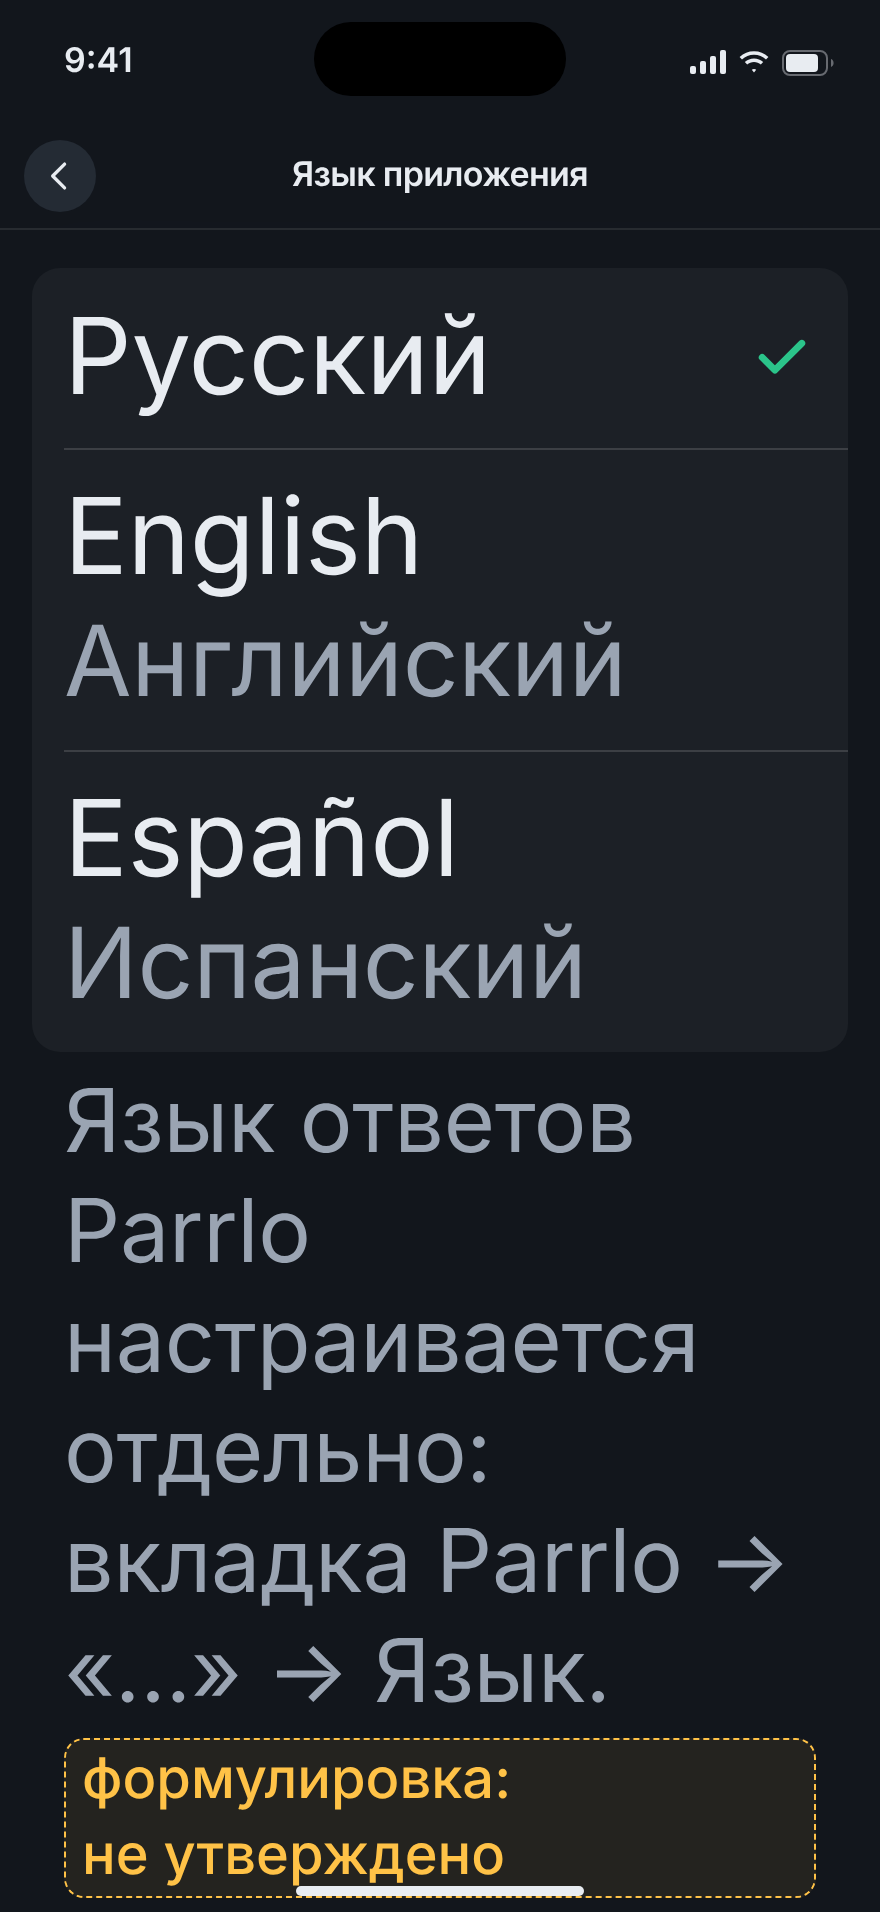 9:41
Язык приложения
Русский
English
Английский
Español
Испанский
Язык ответов
Parrlo
настраивается
отдельно:
вкладка Parrlo →
«…» → Язык.
формулировка:
не утверждено